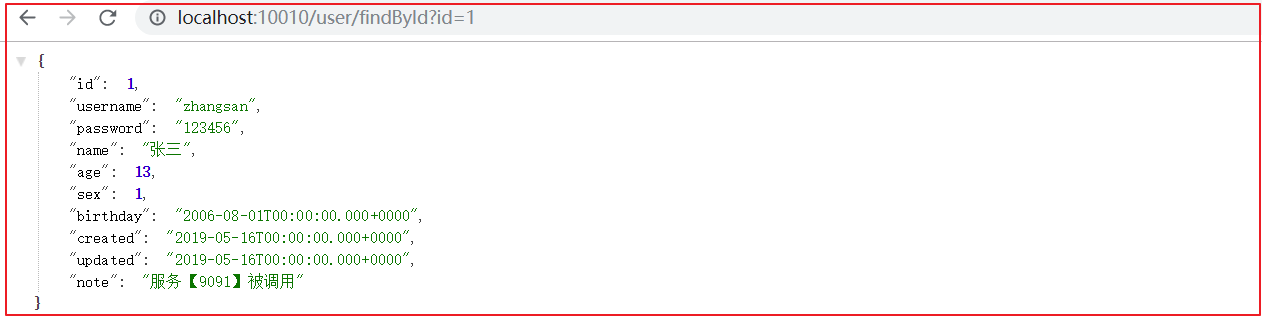 localhost:10010/user/findById?id=1
{
"id": 1,
"username": "zhangsan",
"password": "123456",
"name": "张三",
"age": 13,
"sex": 1,
"birthday": "2006-08-01T00:00:00.000+0000",
"created": "2019-05-16T00:00:00.000+0000",
"updated": "2019-05-16T00:00:00.000+0000",
"note": "服务【9091】被调用"
}